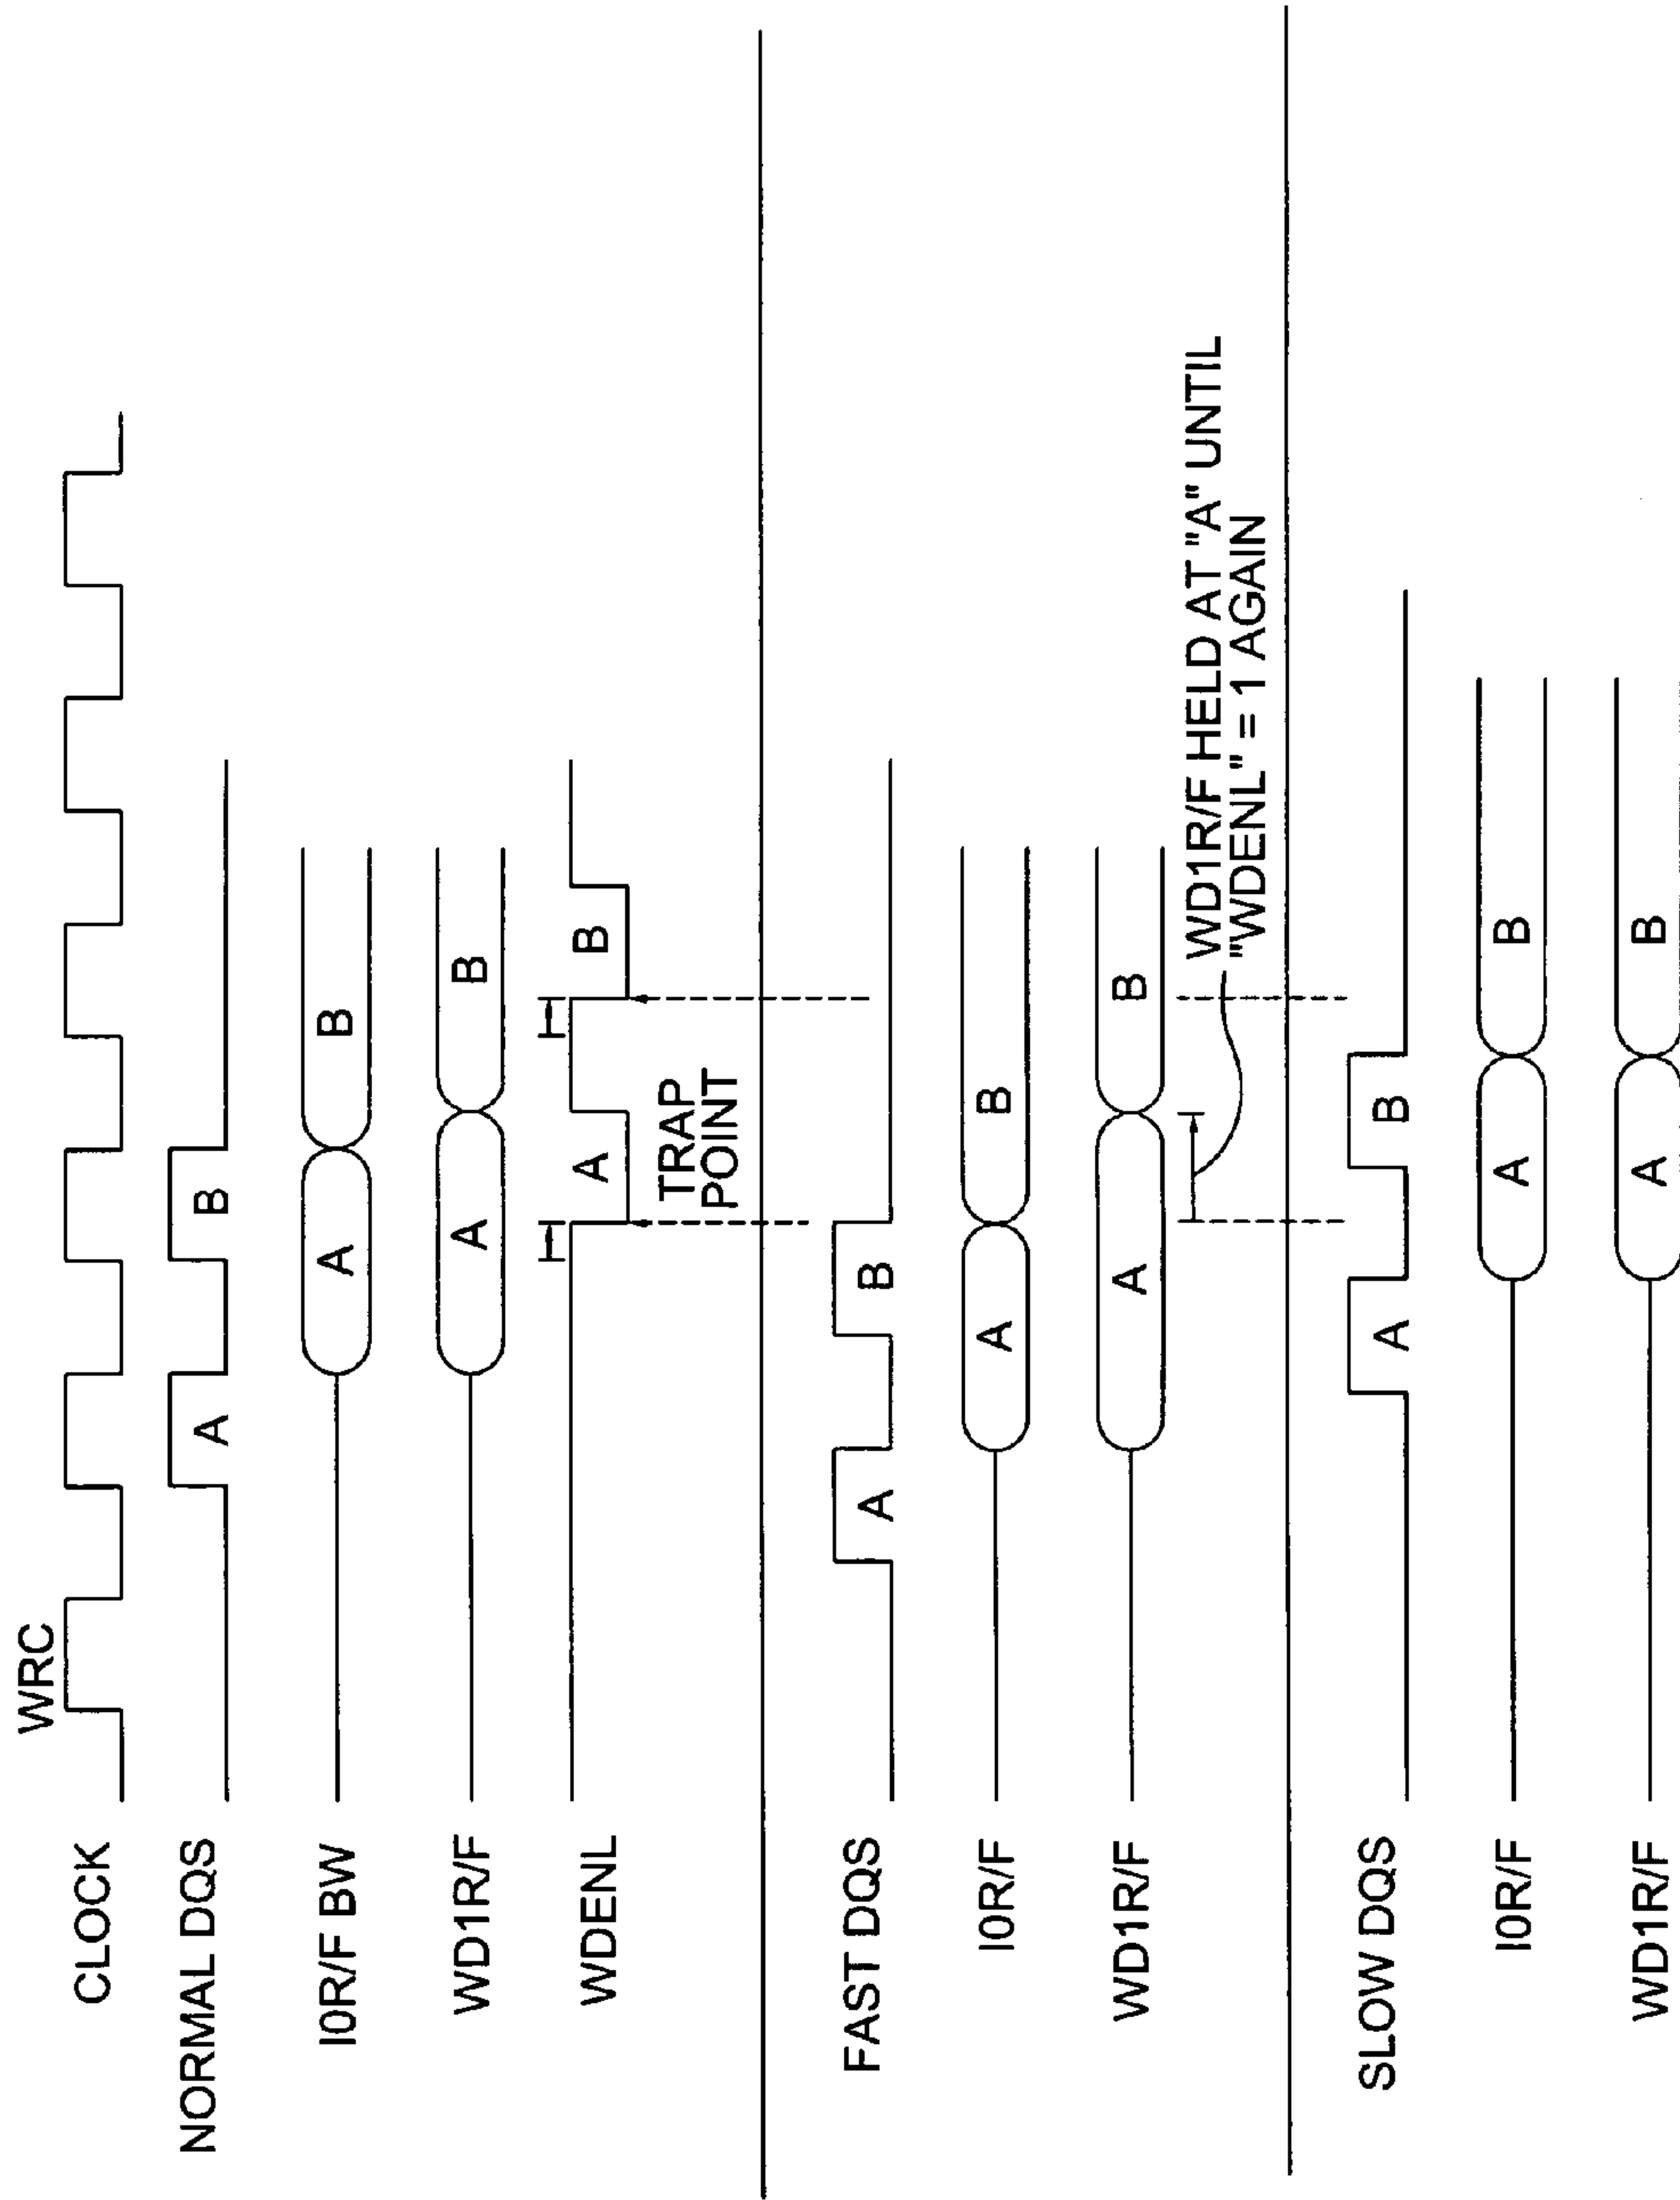 WRC
CLOCK
NORMAL DQS
A
B
I0R/F BW
A
B
WD1R/F
A
B
WDENL
A
B
TRAP
POINT
FAST DQS
A
B
I0R/F
A
B
WD1R/F
A
B
WD1R/F HELD AT "A" UNTIL
"WDENL" = 1 AGAIN
SLOW DQS
A
B
I0R/F
A
B
WD1R/F
A
B